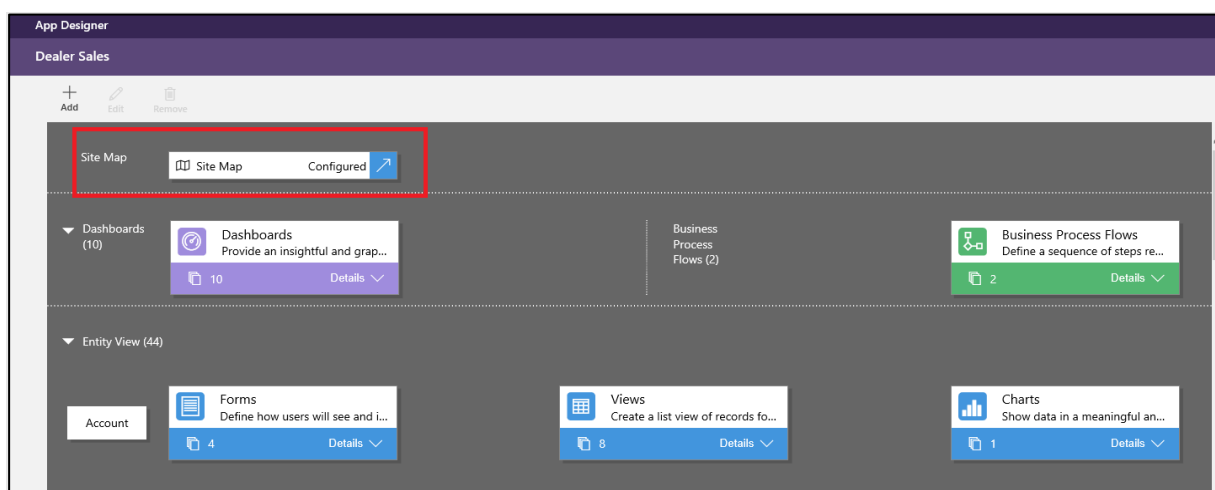 App Designer
Dealer Sales
Add Edit Remove
Site Map
Site Map Configured
Dashboards
(10)
Dashboards
Provide an insightful and grap...
10 Details
Business
Process
Flows (2)
Business Process Flows
Define a sequence of steps re...
2 Details
Entity View (44)
Account
Forms
Define how users will see and i...
4 Details
Views
Create a list view of records fo...
8 Details
Charts
Show data in a meaningful an...
1 Details